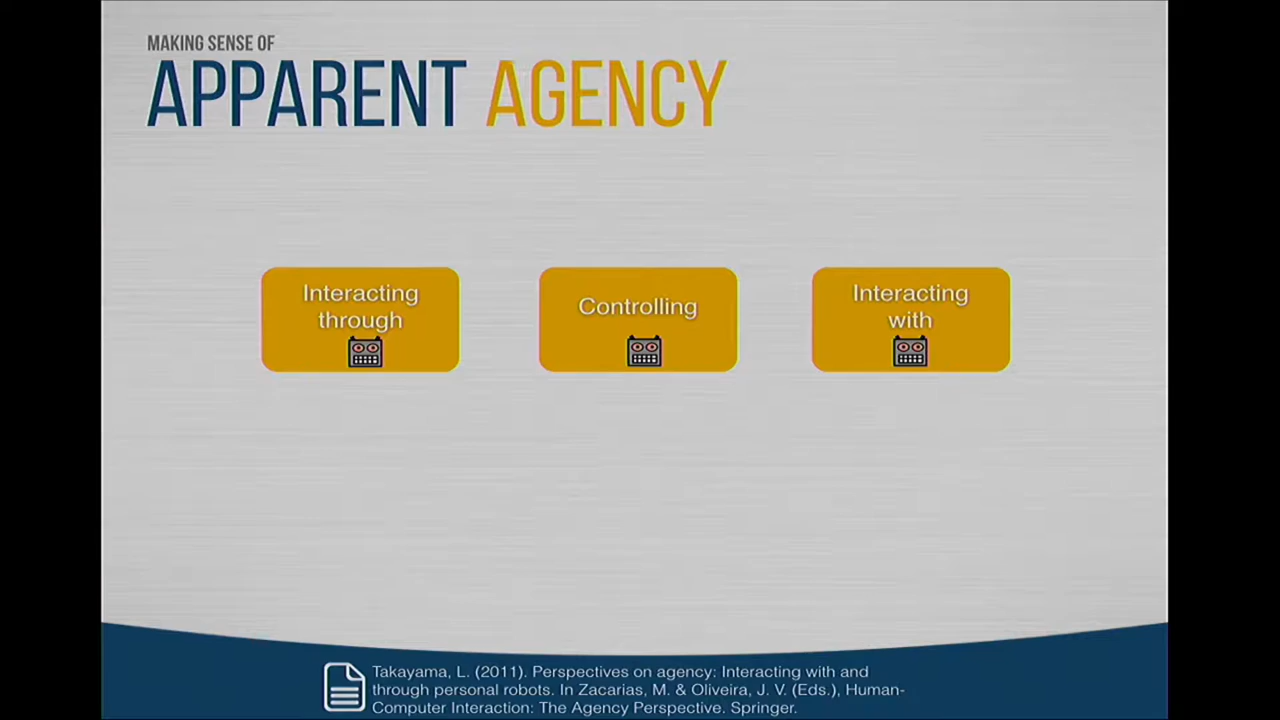 MAKING SENSE OF
APPARENT AGENCY
Interacting
through
Controlling
Interacting
with
Takayama, L. (2011). Perspectives on agency: Interacting with and
through personal robots. In Zacarias, M. & Oliveira, J. V. (Eds.), Human-
Computer Interaction: The Agency Perspective. Springer.